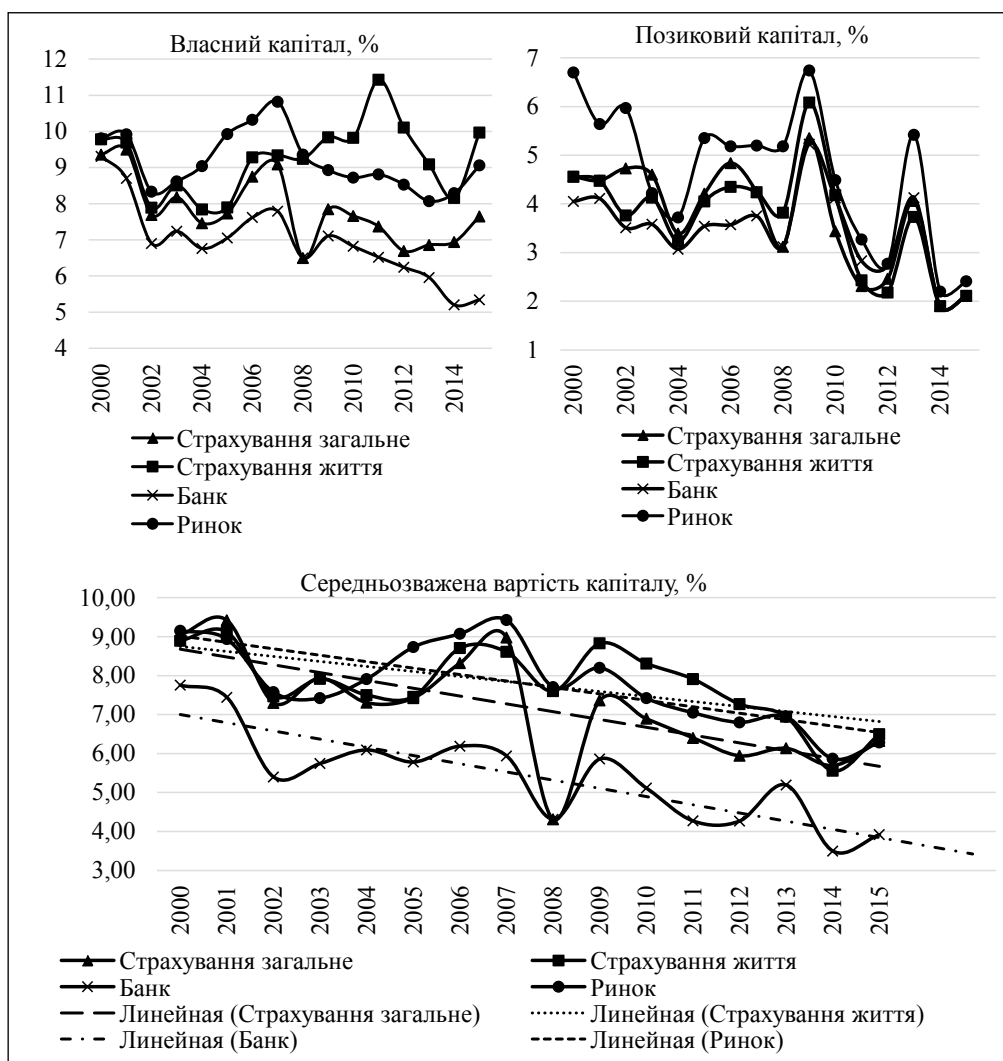 Власний капітал, %
12
11
10
9
8
7
6
5
4
2000
2002
2004
2006
2008
2010
2012
2014
Страхування загальне
Страхування життя
Банк
Ринок
Позиковий капітал, %
7
6
5
4
3
2
1
2000
2002
2004
2006
2008
2010
2012
2014
Страхування загальне
Страхування життя
Банк
Ринок
Середньозважена вартість капіталу, %
10,00
9,00
8,00
7,00
6,00
5,00
4,00
3,00
2000
2001
2002
2003
2004
2005
2006
2007
2008
2009
2010
2011
2012
2013
2014
2015
Страхування загальне
Страхування життя
Банк
Ринок
Линейная (Страхування загальне)
Линейная (Страхування життя)
Линейная (Банк)
Линейная (Ринок)